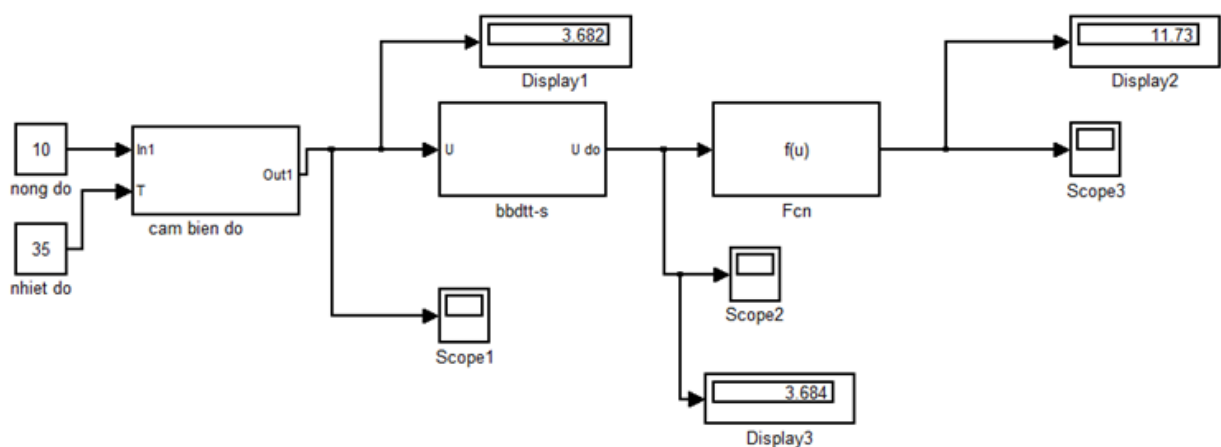 3.682
Display1
11.73
Display2
10
nong do
In1
T
Out1
cam bien do
35
nhiet do
U
U do
bbdtt-s
f(u)
Fcn
Scope3
Scope1
Scope2
3.684
Display3